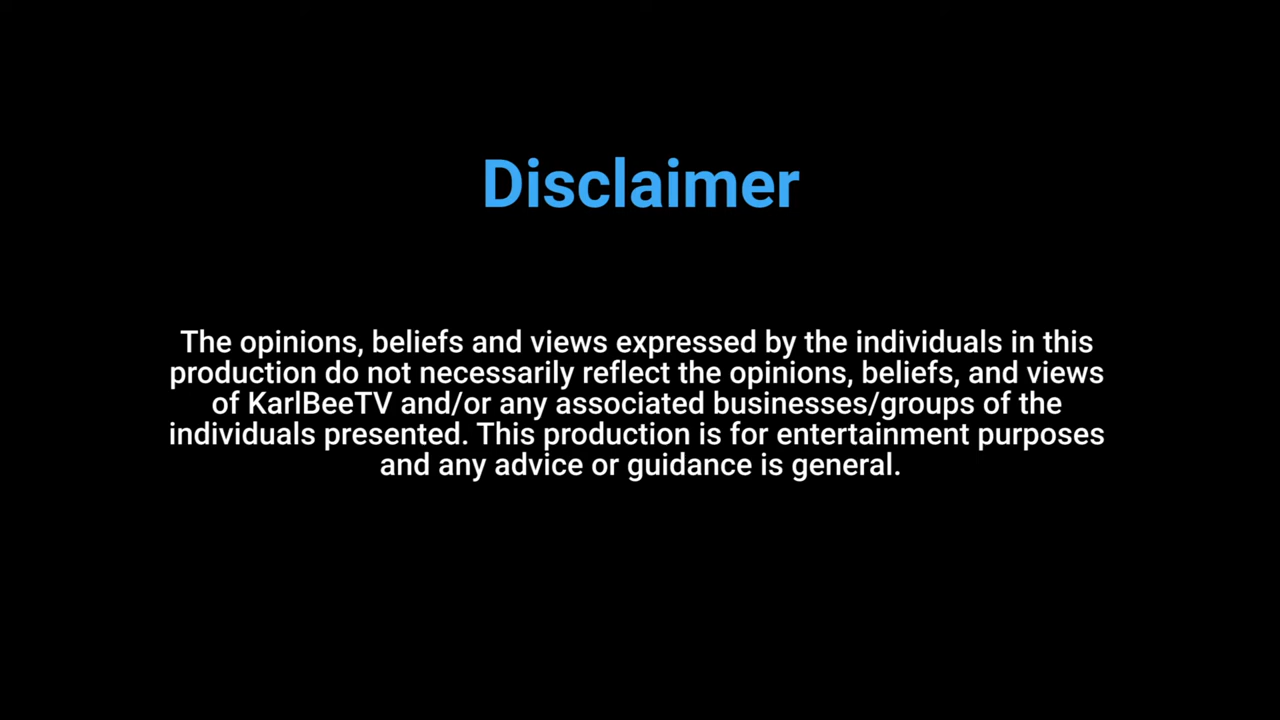 Disclaimer
The opinions, beliefs and views expressed by the individuals in this
production do not necessarily reflect the opinions, beliefs, and views
of KarlBeeTV and/or any associated businesses/groups of the
individuals presented. This production is for entertainment purposes
and any advice or guidance is general.